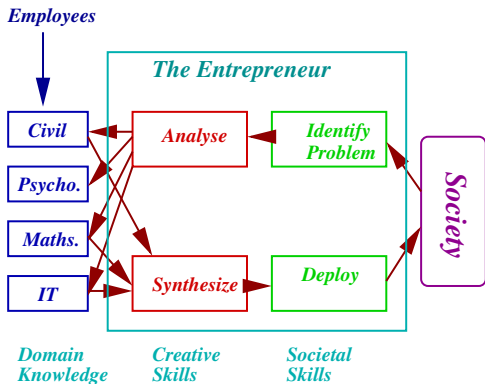 Employees
The Entrepreneur
Civil
Analyse
Identify
Problem
Psycho.
Society
Maths.
IT
Synthesize
Deploy
Domain
Knowledge
Creative
Skills
Societal
Skills